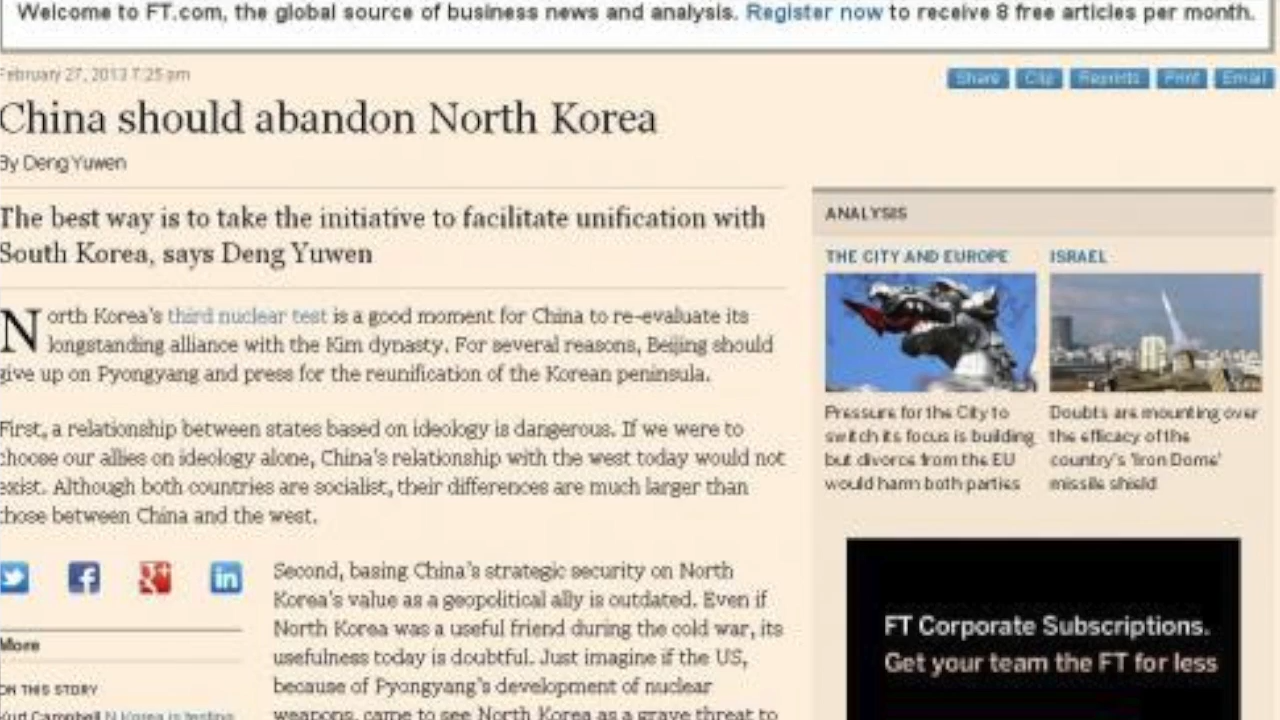 Welcome to FT.com, the global source of business news and analysis. Register now to receive 8 free articles per month.
February 27, 2013 7:25 pm
Share Clip Reprints Print Email
China should abandon North Korea
By Deng Yuwen
The best way is to take the initiative to facilitate unification with
South Korea, says Deng Yuwen
North Korea's third nuclear test is a good moment for China to re-evaluate its
longstanding alliance with the Kim dynasty. For several reasons, Beijing should
give up on Pyongyang and press for the reunification of the Korean peninsula.
First, a relationship between states based on ideology is dangerous. If we were to
choose our allies on ideology alone, China's relationship with the west today would not
exist. Although both countries are socialist, their differences are much larger than
those between China and the west.
Second, basing China's strategic security on North
Korea's value as a geopolitical ally is outdated. Even if
North Korea was a useful friend during the cold war, its
usefulness today is doubtful. Just imagine if the US,
because of Pyongyang's development of nuclear
weapons, came to see North Korea as a grave threat to
in
More
ON THIS STORY
Kurt Campbell N Korea is testing
ANALYSIS
THE CITY AND EUROPE
Pressure for the City to
switch its focus is building
but divorce from the EU
would harm both parties
ISRAEL
Doubts are mounting over
the efficacy of the
country's 'Iron Dome'
missile shield
FT Corporate Subscriptions.
Get your team the FT for less